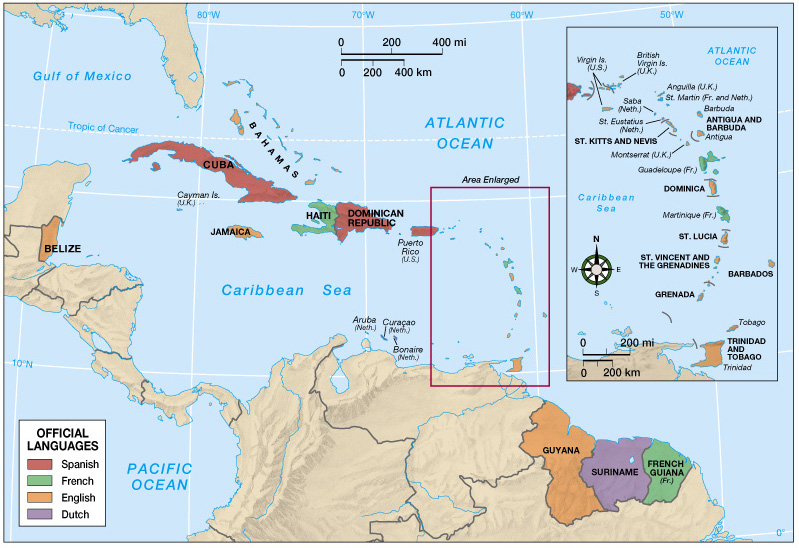 80°W
70°W
60°W
50°W
0 200 400 mi
0 200 400 km
Gulf of Mexico
ATLANTIC
OCEAN
Tropic of Cancer
BAHAMAS
CUBA
Cayman Is.
(U.K.)
Area Enlarged
HAITI
DOMINICAN
REPUBLIC
JAMAICA
BELIZE
Puerto
Rico
(U.S.)
Caribbean Sea
Aruba
(Neth.)
Curaçao
(Neth.)
Bonaire
(Neth.)
10°N
PACIFIC
OCEAN
GUYANA
SURINAME
FRENCH
GUIANA
(Fr.)
0°
OFFICIAL
LANGUAGES
Spanish
French
English
Dutch
ATLANTIC
OCEAN
Virgin Is.
(U.S.)
British
Virgin Is.
(U.K.)
Anguilla (U.K.)
St. Martin (Fr. and Neth.)
Saba
(Neth.)
Barbuda
St. Eustatius
(Neth.)
ANTIGUA AND
BARBUDA
ST. KITTS AND NEVIS
Antigua
Montserrat (U.K.)
Guadeloupe (Fr.)
DOMINICA
Caribbean
Sea
Martinique (Fr.)
ST. LUCIA
N
W E
S
ST. VINCENT AND
THE GRENADINES
BARBADOS
GRENADA
Tobago
0 200 mi
0 200 km
TRINIDAD
AND
TOBAGO
Trinidad